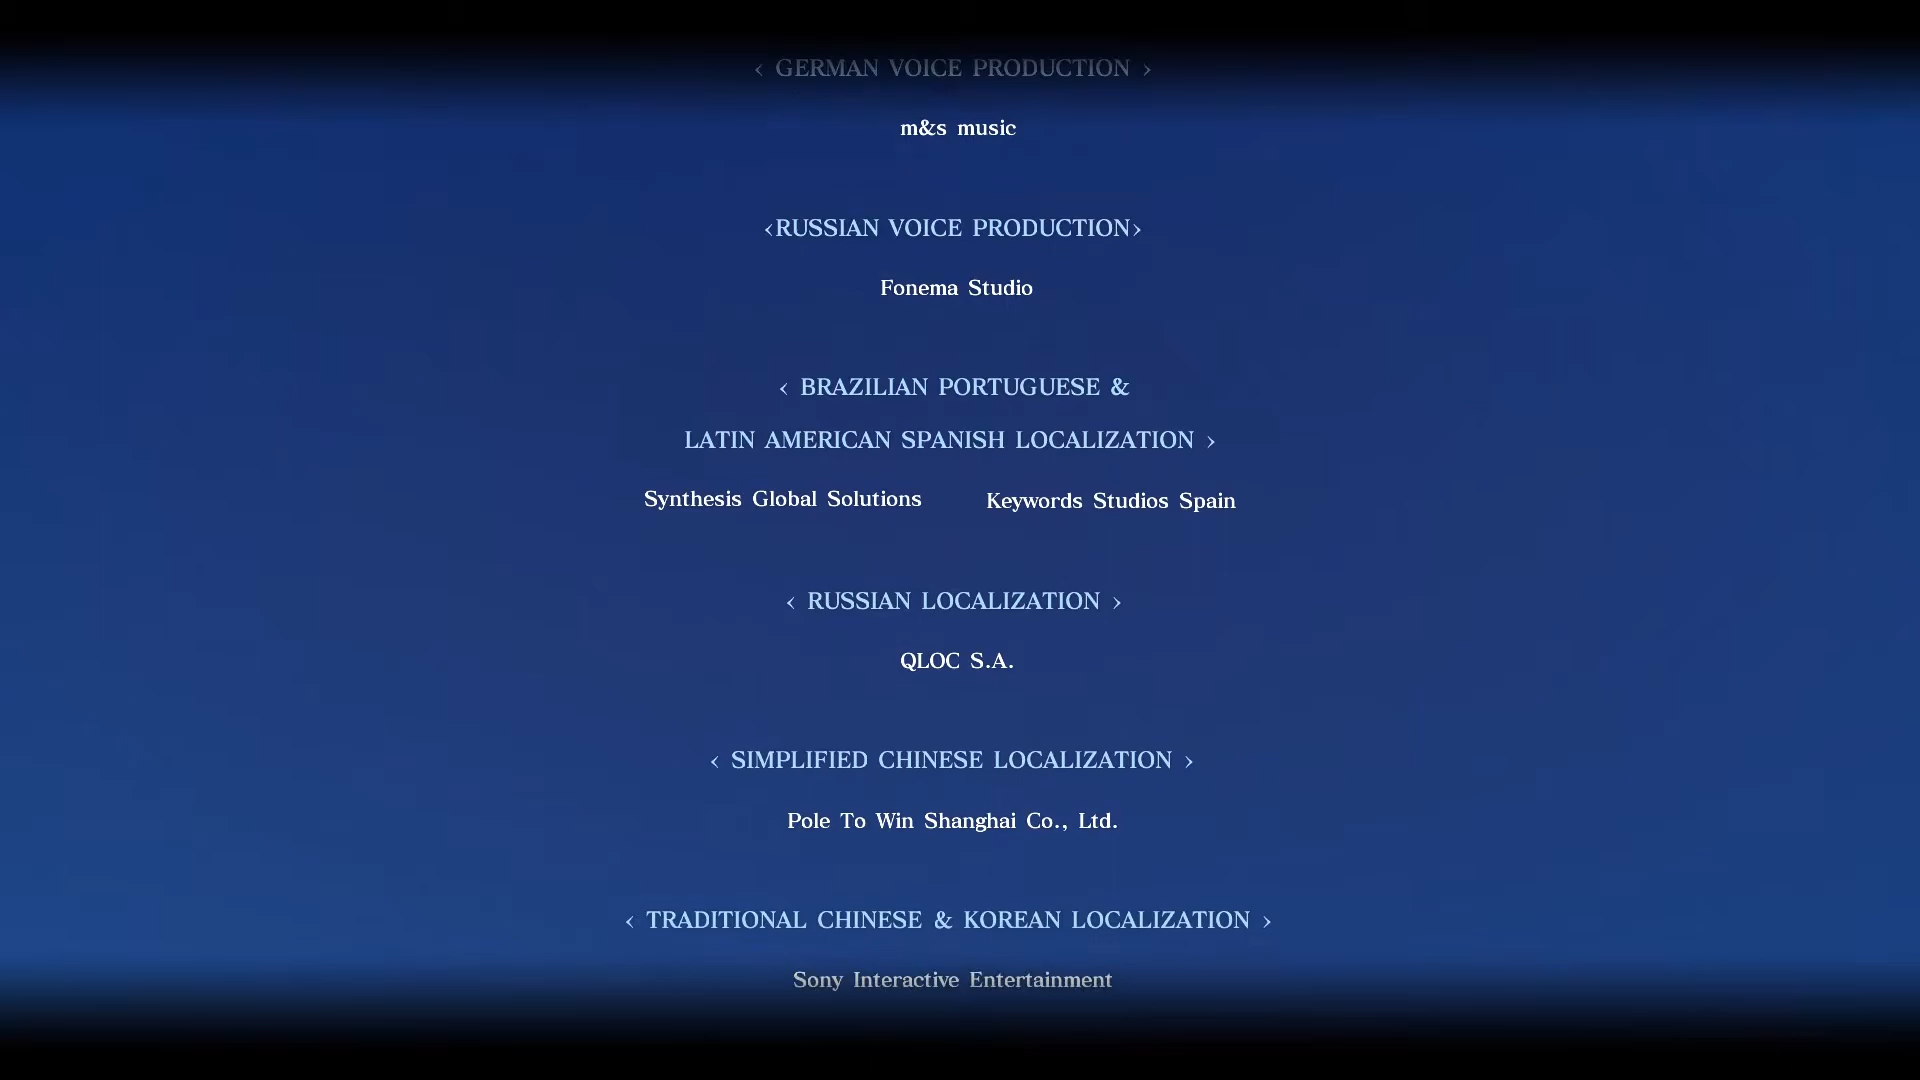 ‹ GERMAN VOICE PRODUCTION ›
m&s music
‹RUSSIAN VOICE PRODUCTION›
Fonema Studio
‹ BRAZILIAN PORTUGUESE &
LATIN AMERICAN SPANISH LOCALIZATION ›
Synthesis Global Solutions Keywords Studios Spain
‹ RUSSIAN LOCALIZATION ›
QLOC S.A.
‹ SIMPLIFIED CHINESE LOCALIZATION ›
Pole To Win Shanghai Co., Ltd.
‹ TRADITIONAL CHINESE & KOREAN LOCALIZATION ›
Sony Interactive Entertainment